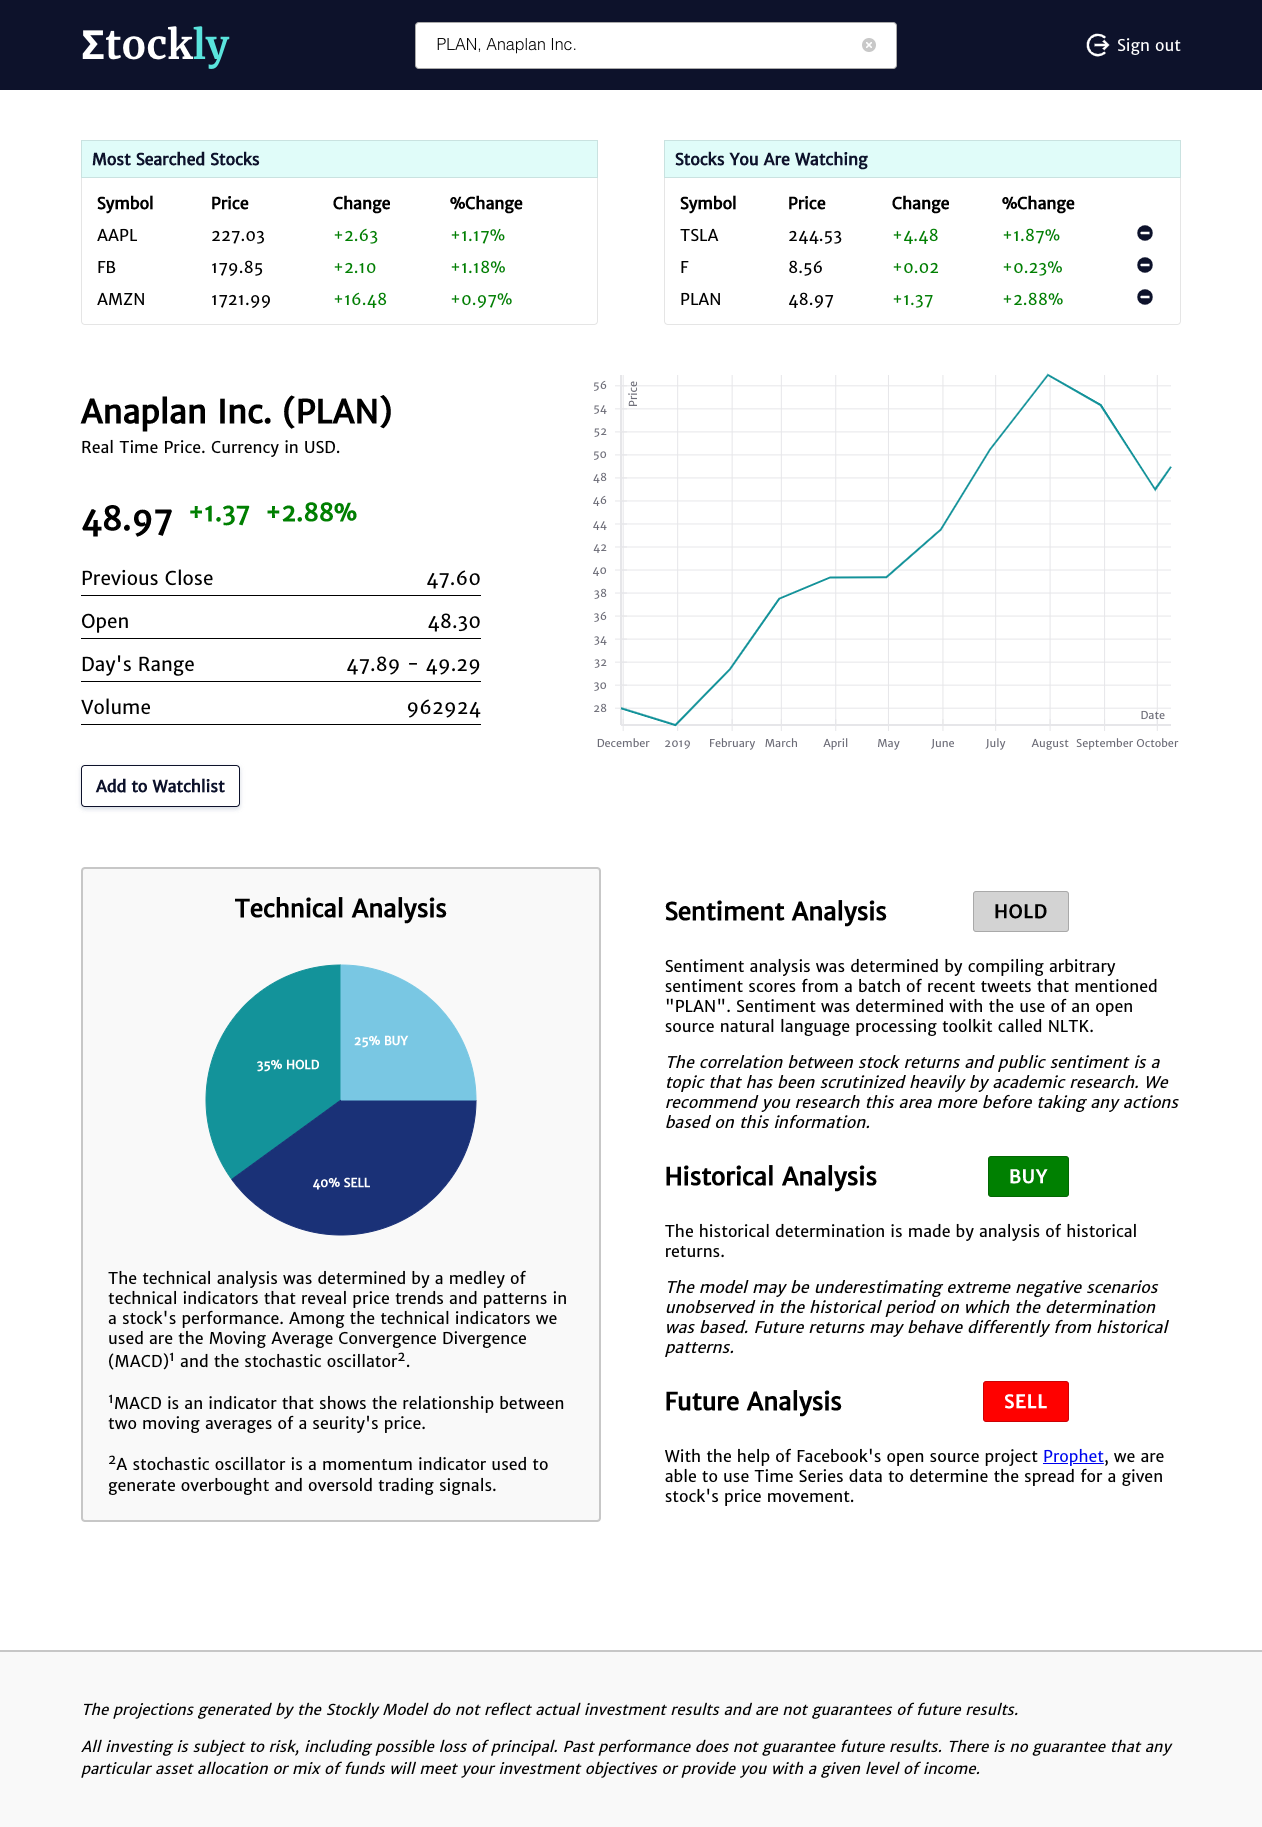 Σtockly
PLAN, Anaplan Inc.
Sign out
Most Searched Stocks
Symbol Price Change %Change
AAPL 227.03 +2.63 +1.17%
FB 179.85 +2.10 +1.18%
AMZN 1721.99 +16.48 +0.97%
Stocks You Are Watching
Symbol Price Change %Change
TSLA 244.53 +4.48 +1.87%
F 8.56 +0.02 +0.23%
PLAN 48.97 +1.37 +2.88%
Anaplan Inc. (PLAN)
Real Time Price. Currency in USD.
48.97 +1.37 +2.88%
Previous Close 47.60
Open 48.30
Day's Range 47.89 - 49.29
Volume 962924
Add to Watchlist
Price
56
54
52
50
48
46
44
42
40
38
36
34
32
30
28
Date
December 2019 February March April May June July August September October
Technical Analysis
25% BUY
35% HOLD
40% SELL
The technical analysis was determined by a medley of
technical indicators that reveal price trends and patterns in
a stock's performance. Among the technical indicators we
used are the Moving Average Convergence Divergence
(MACD)¹ and the stochastic oscillator².
¹MACD is an indicator that shows the relationship between
two moving averages of a seurity's price.
²A stochastic oscillator is a momentum indicator used to
generate overbought and oversold trading signals.
Sentiment Analysis HOLD
Sentiment analysis was determined by compiling arbitrary
sentiment scores from a batch of recent tweets that mentioned
"PLAN". Sentiment was determined with the use of an open
source natural language processing toolkit called NLTK.
The correlation between stock returns and public sentiment is a
topic that has been scrutinized heavily by academic research. We
recommend you research this area more before taking any actions
based on this information.
Historical Analysis BUY
The historical determination is made by analysis of historical
returns.
The model may be underestimating extreme negative scenarios
unobserved in the historical period on which the determination
was based. Future returns may behave differently from historical
patterns.
Future Analysis SELL
With the help of Facebook's open source project Prophet, we are
able to use Time Series data to determine the spread for a given
stock's price movement.
The projections generated by the Stockly Model do not reflect actual investment results and are not guarantees of future results.
All investing is subject to risk, including possible loss of principal. Past performance does not guarantee future results. There is no guarantee that any
particular asset allocation or mix of funds will meet your investment objectives or provide you with a given level of income.